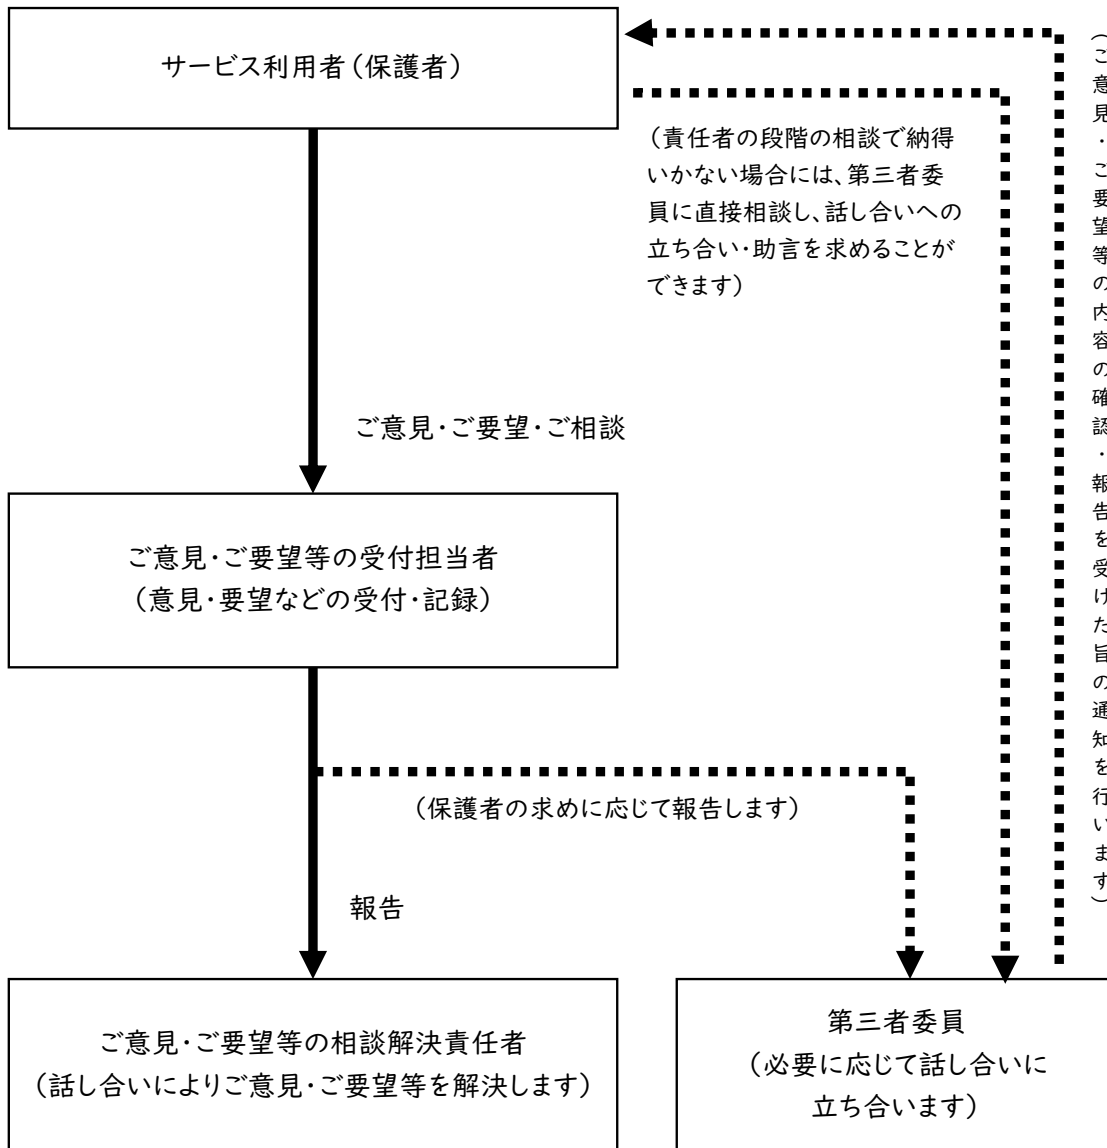 サービス利用者（保護者）
（責任者の段階の相談で納得
いかない場合には、第三者委
員に直接相談し、話し合いへの
立ち合い・助言を求めることが
できます）
（ご意見・ご要望等の内容の確認・報告を受けた旨の通知を行います）
ご意見・ご要望・ご相談
ご意見・ご要望等の受付担当者
（意見・要望などの受付・記録）
（保護者の求めに応じて報告します）
報告
ご意見・ご要望等の相談解決責任者
（話し合いによりご意見・ご要望等を解決します）
第三者委員
（必要に応じて話し合いに
立ち合います）